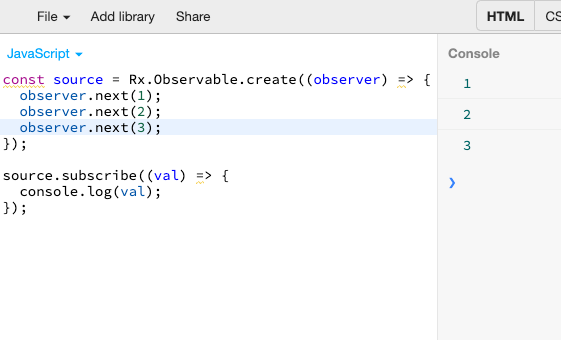 File Add library Share HTML CS
JavaScript Console
const source = Rx.Observable.create((observer) => {
  observer.next(1);
  observer.next(2);
  observer.next(3);
});
source.subscribe((val) => {
  console.log(val);
});
1
2
3
❯